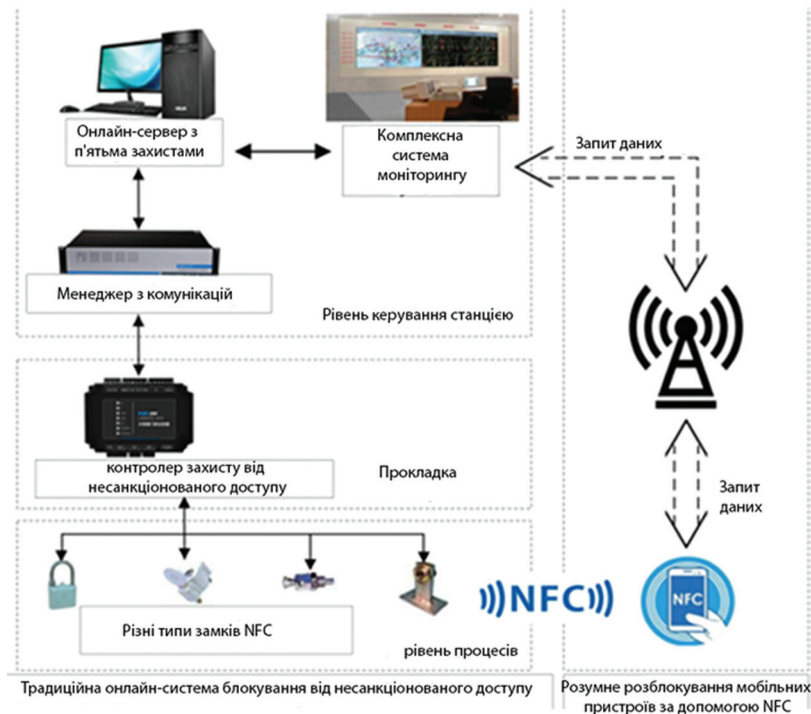 Онлайн-сервер з
п'ятьма захистами
Комплексна
система
моніторингу
Запит даних
Менеджер з комунікацій
Рівень керування станцією
контролер захисту від
несанкціонованого доступу
Прокладка
Запит
даних
NFC
NFC
Різні типи замків NFC
рівень процесів
Традиційна онлайн-система блокування від несанкціонованого доступу
Розумне розблокування мобільних
пристроїв за допомогою NFC